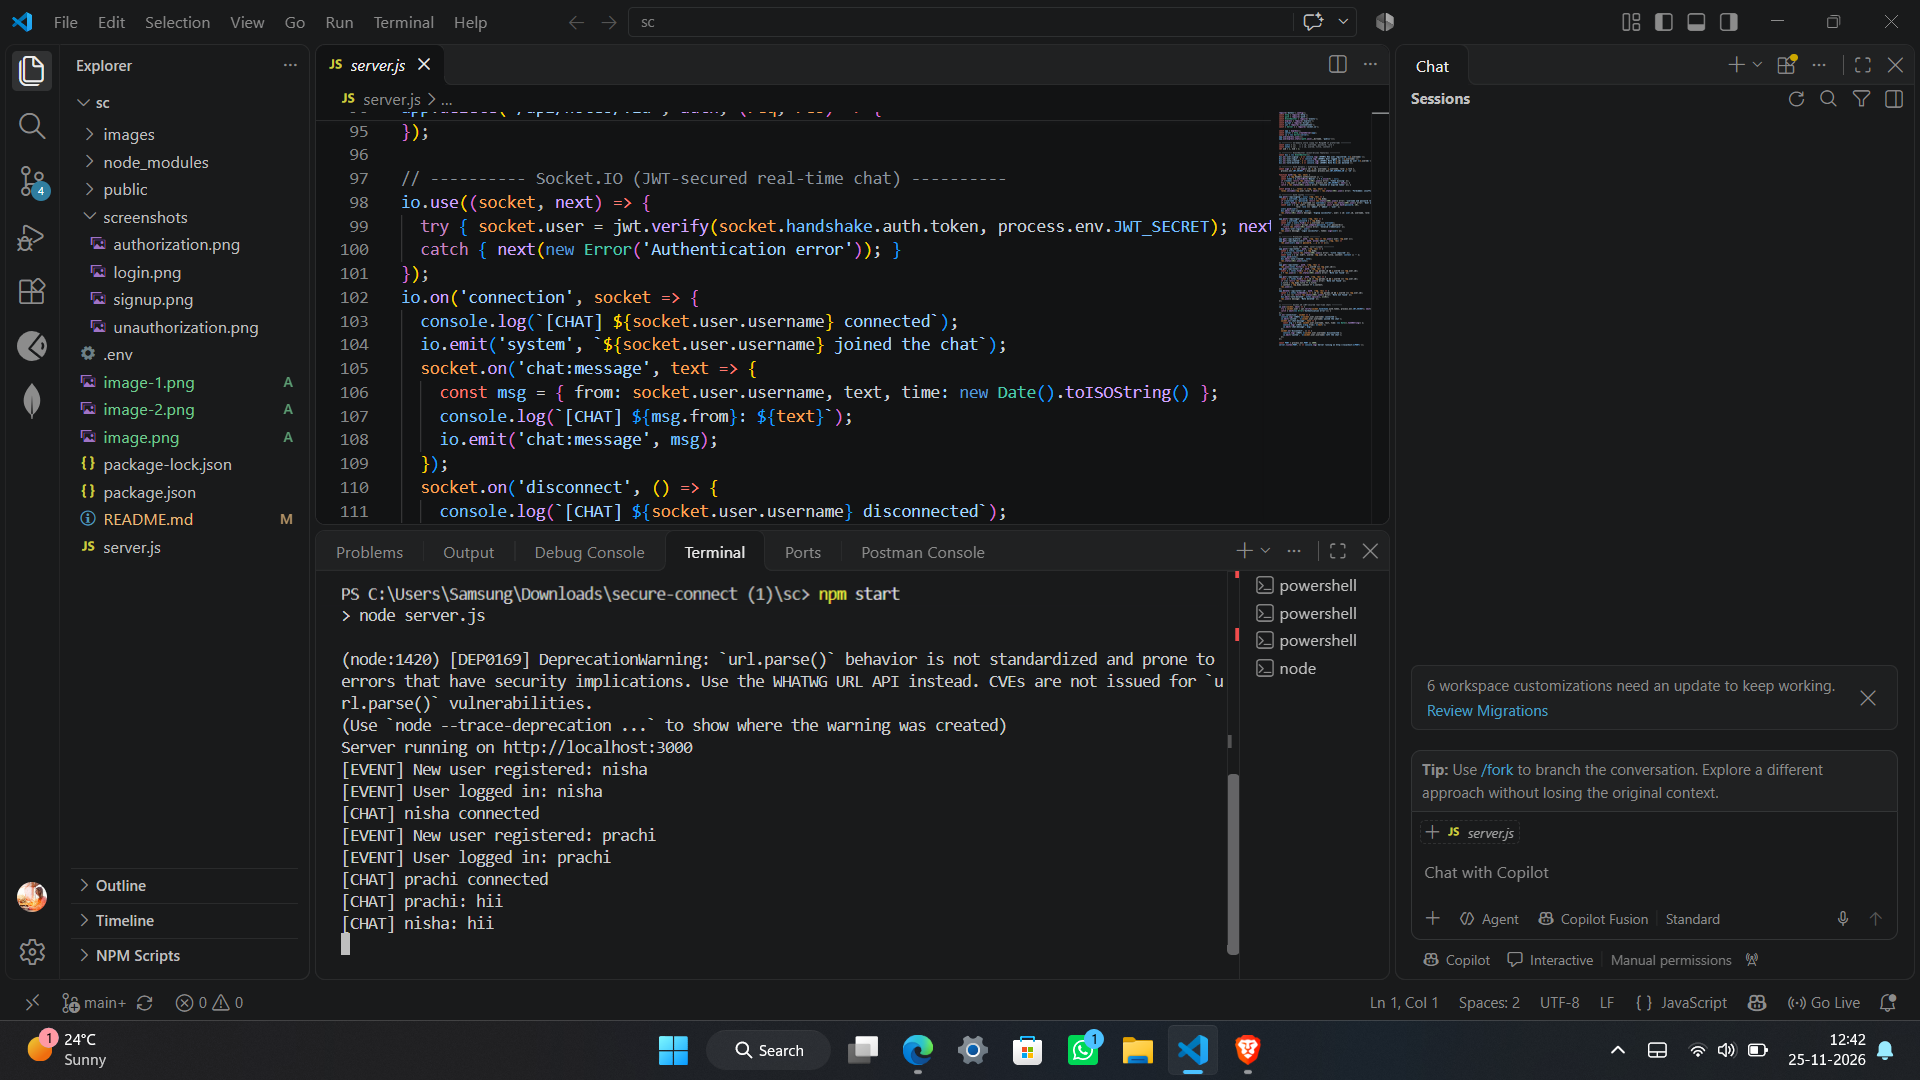 File Edit Selection View Go Run Terminal Help
sc
Explorer
sc
images
node_modules
public
screenshots
authorization.png
login.png
signup.png
unauthorization.png
.env
image-1.png A
image-2.png A
image.png A
package-lock.json
package.json
README.md M
server.js
Outline
Timeline
NPM Scripts
4
JS server.js
JS server.js > ...
95 });
96
97 // ---------- Socket.IO (JWT-secured real-time chat) ----------
98 io.use((socket, next) => {
99 try { socket.user = jwt.verify(socket.handshake.auth.token, process.env.JWT_SECRET); next
100 catch { next(new Error('Authentication error')); }
101 });
102 io.on('connection', socket => {
103 console.log(`[CHAT] ${socket.user.username} connected`);
104 io.emit('system', `${socket.user.username} joined the chat`);
105 socket.on('chat:message', text => {
106 const msg = { from: socket.user.username, text, time: new Date().toISOString() };
107 console.log(`[CHAT] ${msg.from}: ${text}`);
108 io.emit('chat:message', msg);
109 });
110 socket.on('disconnect', () => {
111 console.log(`[CHAT] ${socket.user.username} disconnected`);
Problems Output Debug Console Terminal Ports Postman Console
PS C:\Users\Samsung\Downloads\secure-connect (1)\sc> npm start
> node server.js
(node:1420) [DEP0169] DeprecationWarning: `url.parse()` behavior is not standardized and prone to
errors that have security implications. Use the WHATWG URL API instead. CVEs are not issued for `u
rl.parse()` vulnerabilities.
(Use `node --trace-deprecation ...` to show where the warning was created)
Server running on http://localhost:3000
[EVENT] New user registered: nisha
[EVENT] User logged in: nisha
[CHAT] nisha connected
[EVENT] New user registered: prachi
[EVENT] User logged in: prachi
[CHAT] prachi connected
[CHAT] prachi: hii
[CHAT] nisha: hii
powershell
powershell
powershell
node
Chat
Sessions
6 workspace customizations need an update to keep working.
Review Migrations
Tip: Use /fork to branch the conversation. Explore a different
approach without losing the original context.
JS server.js
Chat with Copilot
Agent Copilot Fusion Standard
Copilot Interactive Manual permissions
main+ 0 0
Ln 1, Col 1 Spaces: 2 UTF-8 LF { } JavaScript Go Live
1
24°C
Sunny
Search
1
12:42
25-11-2026